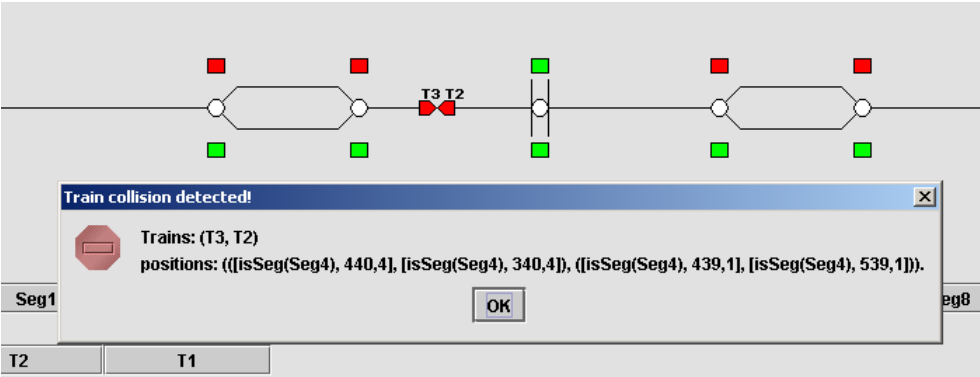 T3 T2
Train collision detected!
Trains: (T3, T2)
positions: (([isSeg(Seg4), 440,4], [isSeg(Seg4), 340,4]), ([isSeg(Seg4), 439,1], [isSeg(Seg4), 539,1])).
OK
Seg1
eg8
T2
T1